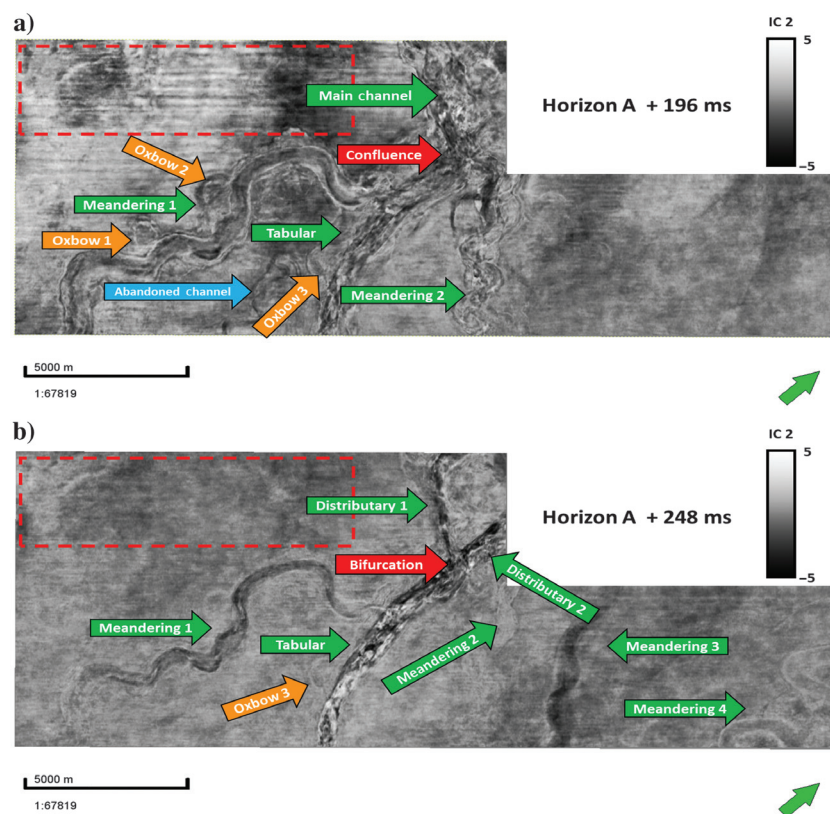 a)
IC 2
5
Main channel
Horizon A + 196 ms
Confluence
Oxbow 2
−5
Meandering 1
Tabular
Oxbow 1
Abandoned channel
Oxbow 3
Meandering 2
5000 m
1:67819
b)
IC 2
5
Distributary 1
Horizon A + 248 ms
Bifurcation
−5
Distributary 2
Meandering 1
Tabular
Meandering 2
Meandering 3
Oxbow 3
Meandering 4
5000 m
1:67819